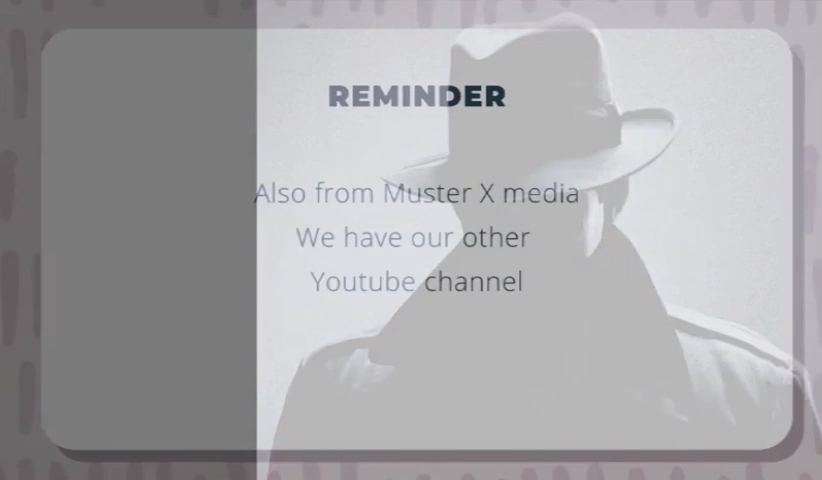 REMINDER
Also from Muster X media
We have our other
Youtube channel